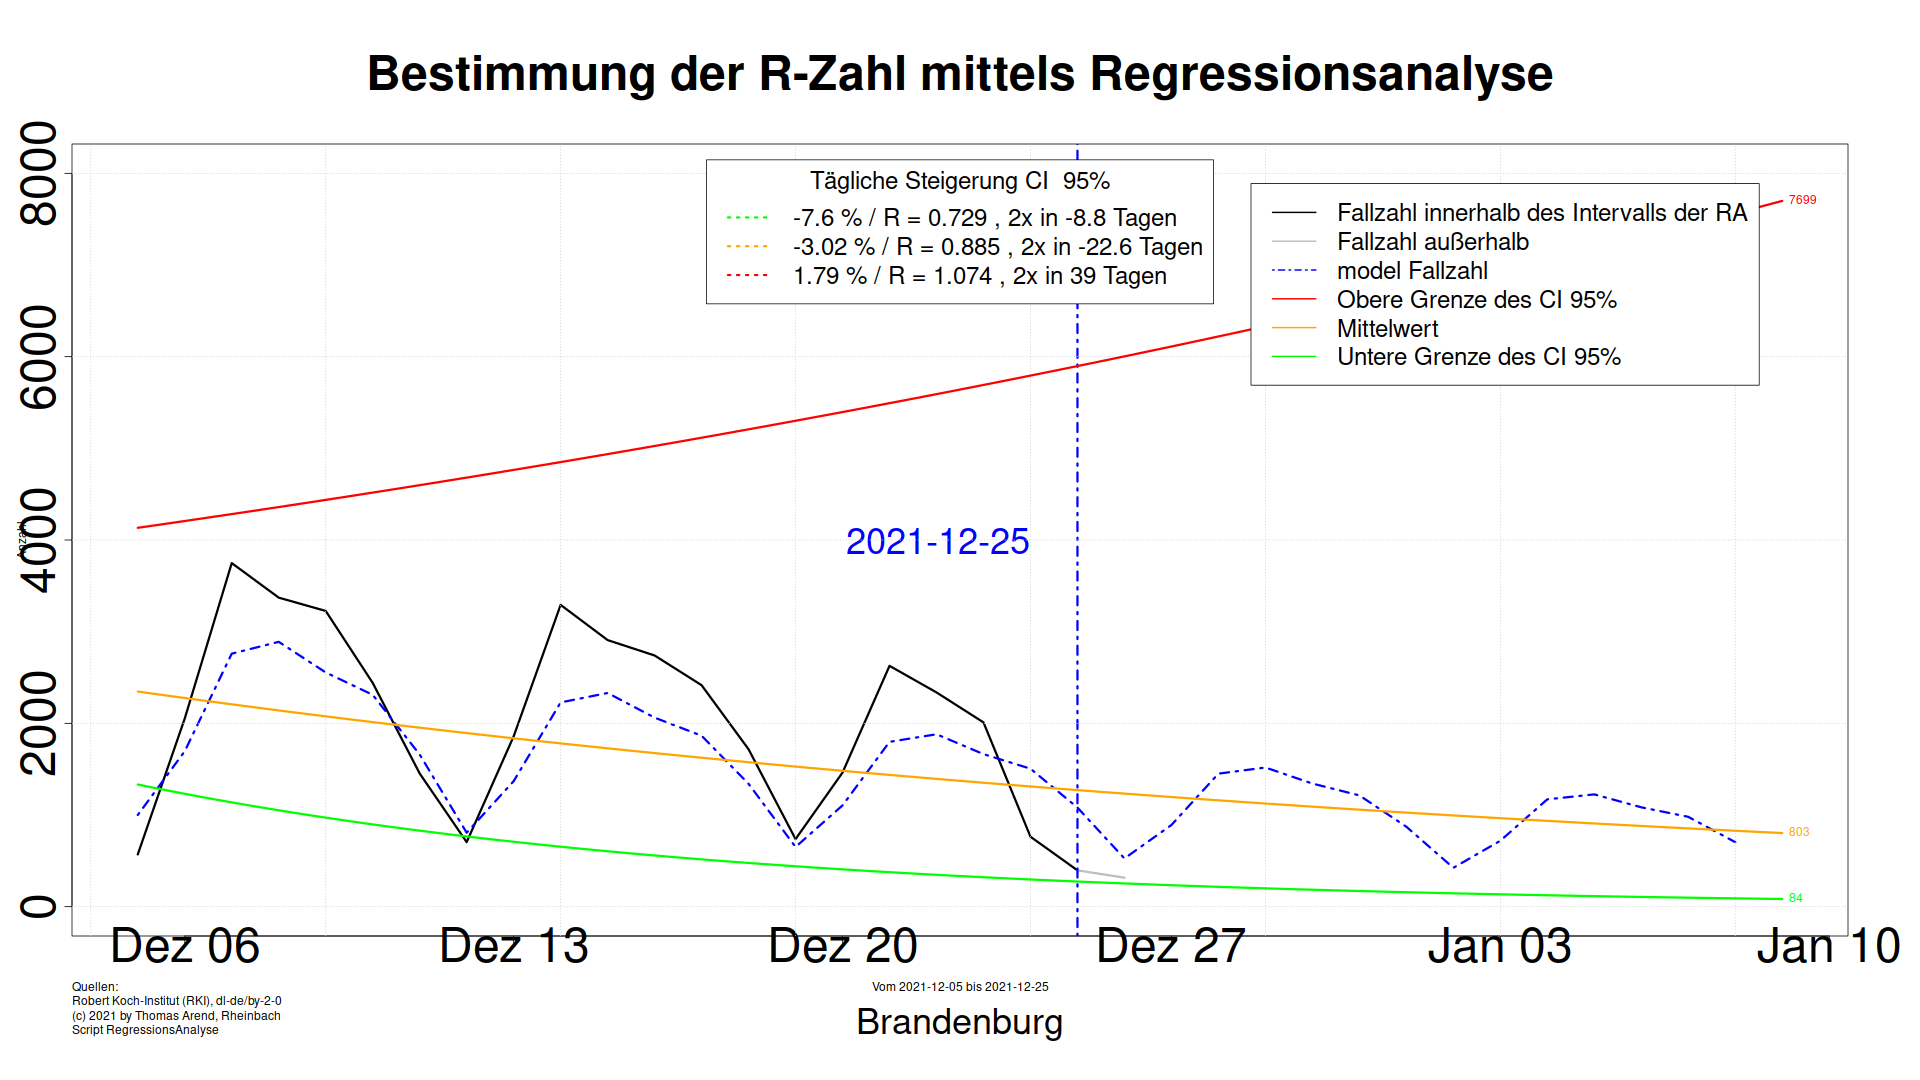 Bestimmung der R-Zahl mittels Regressionsanalyse
8000
6000
4000
2000
0
Anzahl
Tägliche Steigerung CI  95%
-7.6 % / R = 0.729 , 2x in -8.8 Tagen
-3.02 % / R = 0.885 , 2x in -22.6 Tagen
1.79 % / R = 1.074 , 2x in 39 Tagen
Fallzahl innerhalb des Intervalls der RA
Fallzahl außerhalb
model Fallzahl
Obere Grenze des CI 95%
Mittelwert
Untere Grenze des CI 95%
7699
2021-12-25
803
84
Dez 06
Dez 13
Dez 20
Dez 27
Jan 03
Jan 10
Quellen:
Robert Koch-Institut (RKI), dl-de/by-2-0
(c) 2021 by Thomas Arend, Rheinbach
Script RegressionsAnalyse
Vom 2021-12-05 bis 2021-12-25
Brandenburg